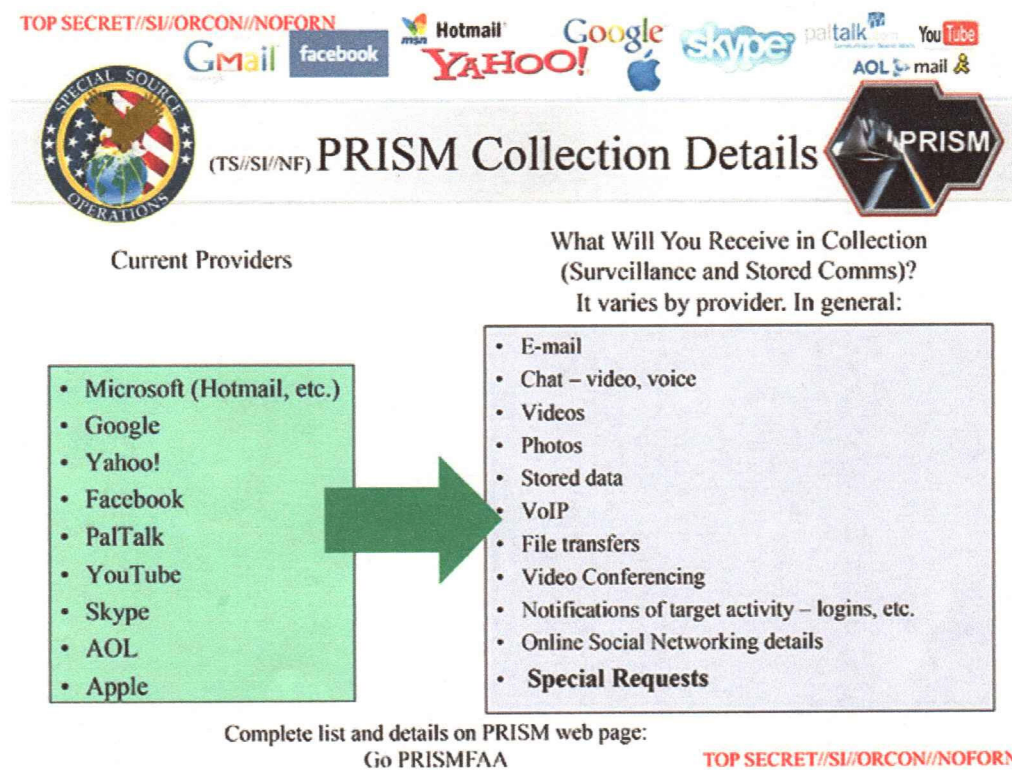 TOP SECRET//SI//ORCON//NOFORN
Gmail
facebook
msn Hotmail
YAHOO!
Google
skype
paltalk
YouTube
AOL mail
SPECIAL SOURCE
OPERATIONS
(TS//SI//NF) PRISM Collection Details
PRISM
Current Providers
• Microsoft (Hotmail, etc.)
• Google
• Yahoo!
• Facebook
• PalTalk
• YouTube
• Skype
• AOL
• Apple
What Will You Receive in Collection
(Surveillance and Stored Comms)?
It varies by provider. In general:
• E-mail
• Chat – video, voice
• Videos
• Photos
• Stored data
• VoIP
• File transfers
• Video Conferencing
• Notifications of target activity – logins, etc.
• Online Social Networking details
• Special Requests
Complete list and details on PRISM web page:
Go PRISMFAA
TOP SECRET//SI//ORCON//NOFORN